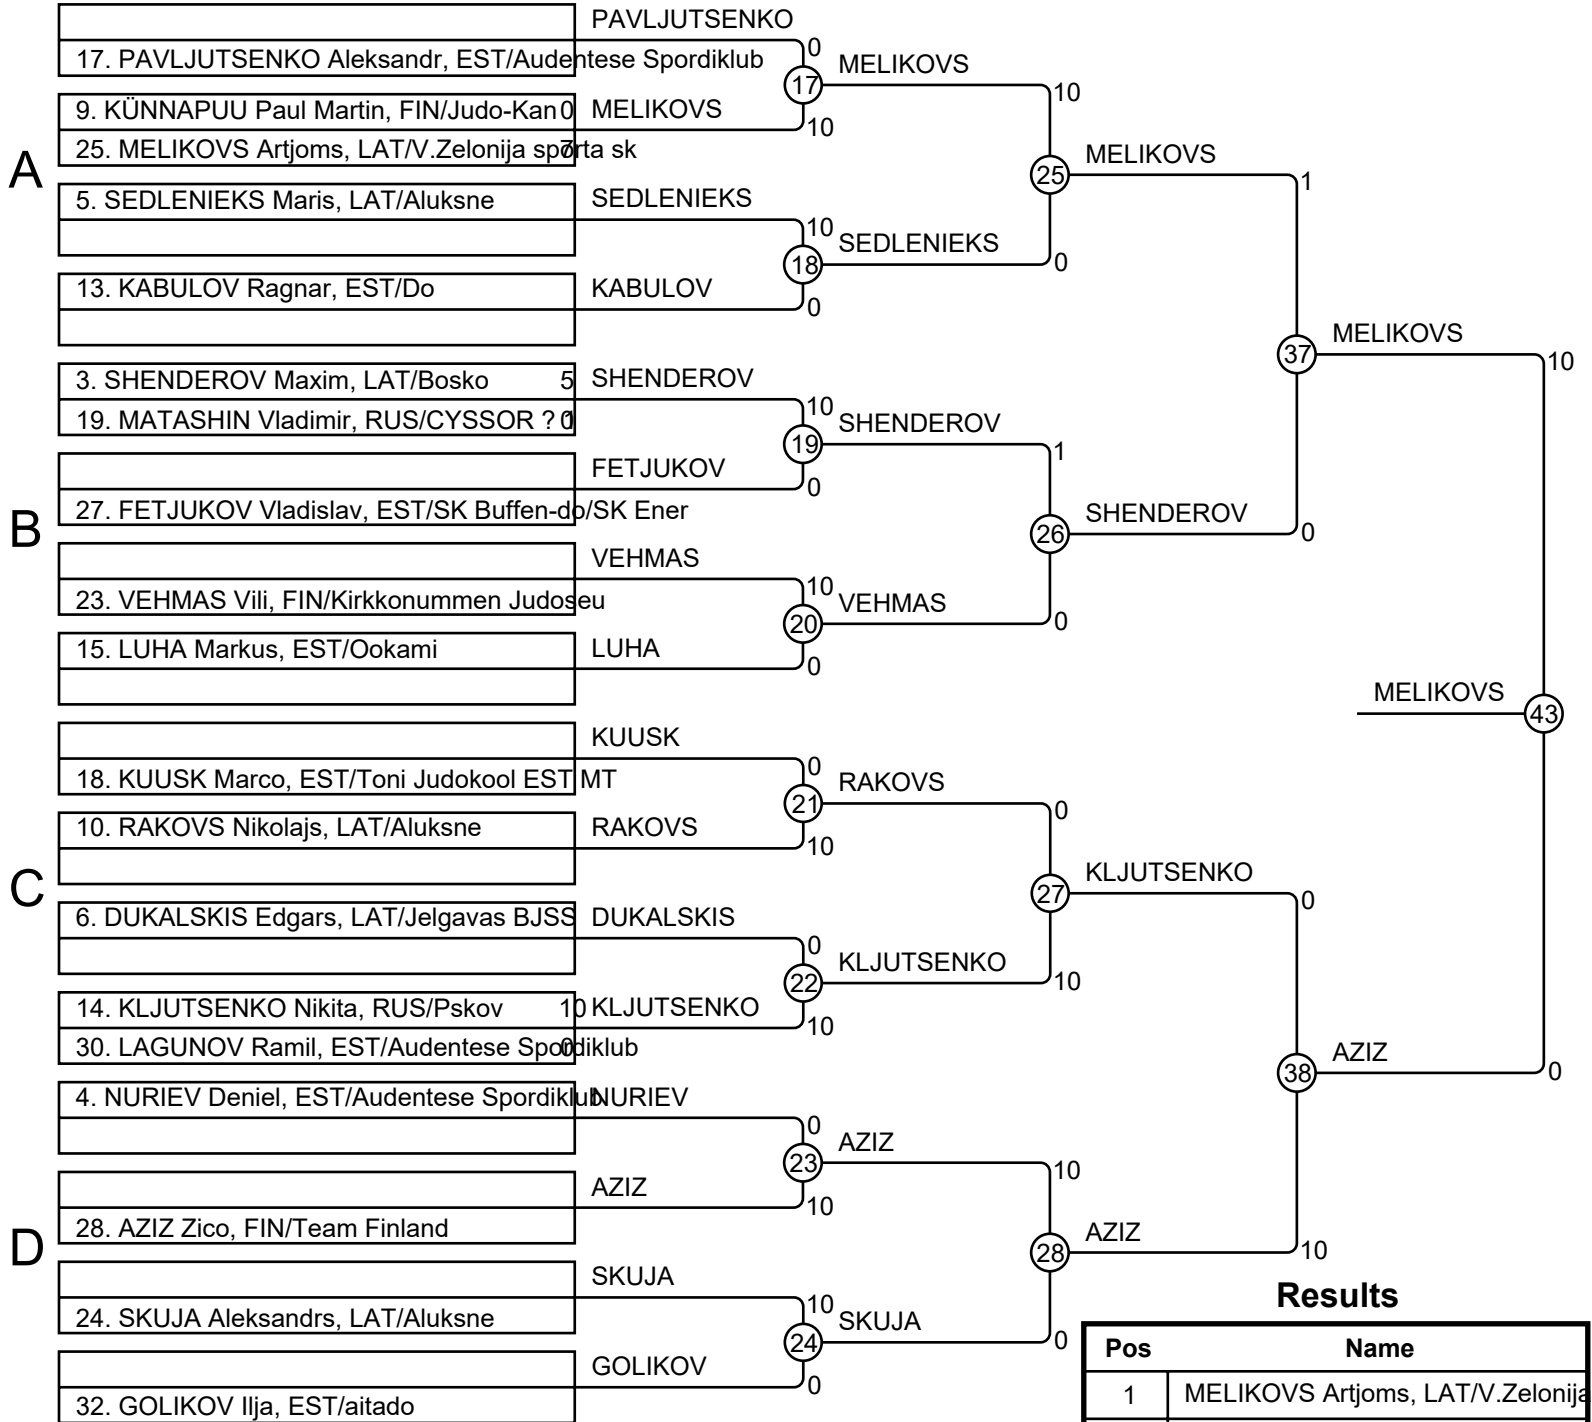 A
B
C
D
17. PAVLJUTSENKO Aleksandr, EST/Audentese Spordiklub
9. KÜNNAPUU Paul Martin, FIN/Judo-Kan 0
25. MELIKOVS Artjoms, LAT/V.Zelonija sporta sk 7
5. SEDLENIEKS Maris, LAT/Aluksne
13. KABULOV Ragnar, EST/Do
3. SHENDEROV Maxim, LAT/Bosko 5
19. MATASHIN Vladimir, RUS/CYSSOR ? 0
27. FETJUKOV Vladislav, EST/SK Buffen-do/SK Ener
23. VEHMAS Vili, FIN/Kirkkonummen Judoseu
15. LUHA Markus, EST/Ookami
18. KUUSK Marco, EST/Toni Judokool EST MT
10. RAKOVS Nikolajs, LAT/Aluksne
6. DUKALSKIS Edgars, LAT/Jelgavas BJSS
14. KLJUTSENKO Nikita, RUS/Pskov 10
30. LAGUNOV Ramil, EST/Audentese Spordiklub 0
4. NURIEV Deniel, EST/Audentese Spordiklub
28. AZIZ Zico, FIN/Team Finland
24. SKUJA Aleksandrs, LAT/Aluksne
32. GOLIKOV Ilja, EST/aitado
PAVLJUTSENKO
0
17
MELIKOVS
10
SEDLENIEKS
10
18
KABULOV
0
SHENDEROV
10
19
FETJUKOV
0
VEHMAS
10
20
LUHA
0
KUUSK
0
21
RAKOVS
10
DUKALSKIS
0
22
KLJUTSENKO
10
NURIEV
0
23
AZIZ
10
SKUJA
10
24
GOLIKOV
0
MELIKOVS
10
25
SEDLENIEKS
0
SHENDEROV
1
26
VEHMAS
0
RAKOVS
0
27
KLJUTSENKO
10
AZIZ
10
28
SKUJA
0
MELIKOVS
1
37
SHENDEROV
0
KLJUTSENKO
0
38
AZIZ
10
MELIKOVS
10
MELIKOVS
43
AZIZ
0
Results
Pos Name
1 MELIKOVS Artjoms, LAT/V.Zelonija